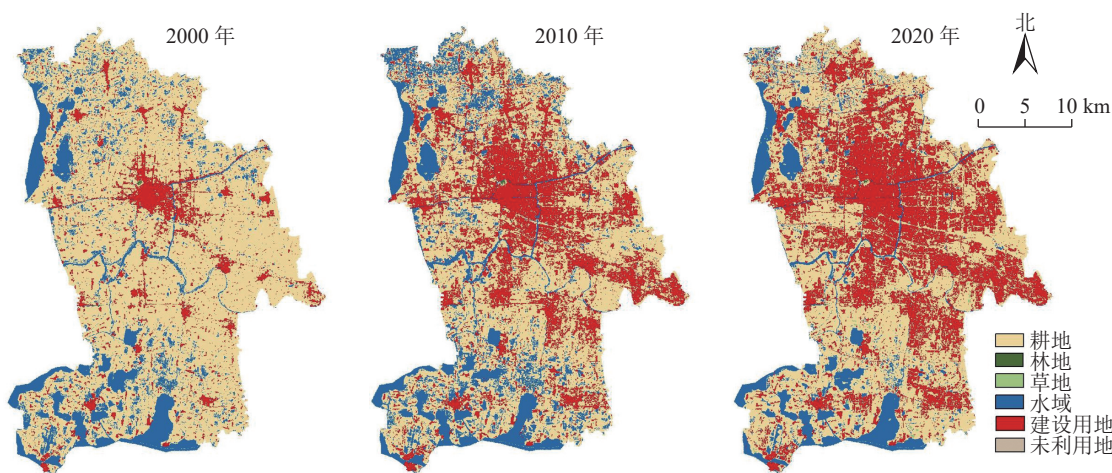 2000 年
2010 年
2020 年
北
0 5 10 km
耕地
林地
草地
水域
建设用地
未利用地